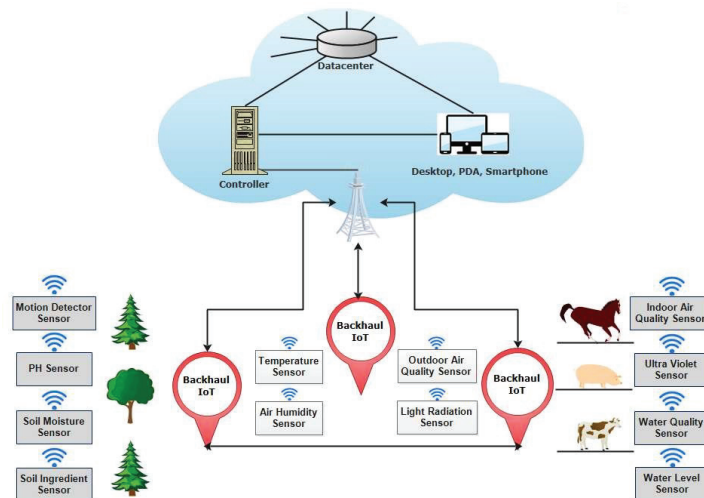 Datacenter
Controller
Desktop, PDA, Smartphone
Motion Detector
Sensor
PH Sensor
Soil Moisture
Sensor
Soil Ingredient
Sensor
Backhaul
IoT
Temperature
Sensor
Air Humidity
Sensor
Backhaul
IoT
Outdoor Air
Quality Sensor
Light Radiation
Sensor
Backhaul
IoT
Indoor Air
Quality Sensor
Ultra Violet
Sensor
Water Quality
Sensor
Water Level
Sensor